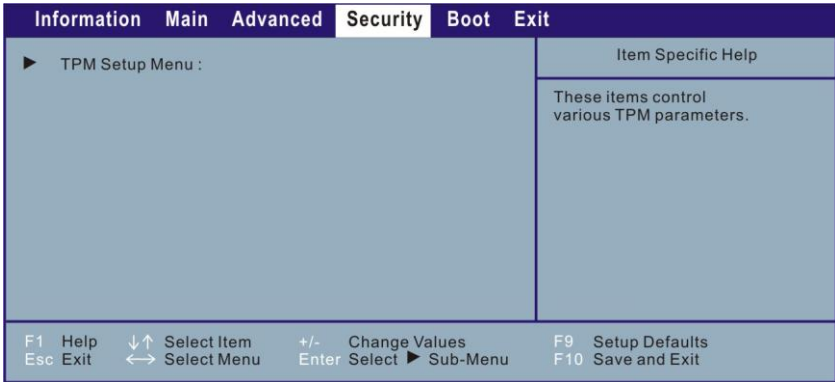 Information Main Advanced Security Boot Exit
▶ TPM Setup Menu :
Item Specific Help
These items control
various TPM parameters.
F1 Help ↓↑ Select Item +/- Change Values F9 Setup Defaults
Esc Exit ↔ Select Menu Enter Select ▶ Sub-Menu F10 Save and Exit